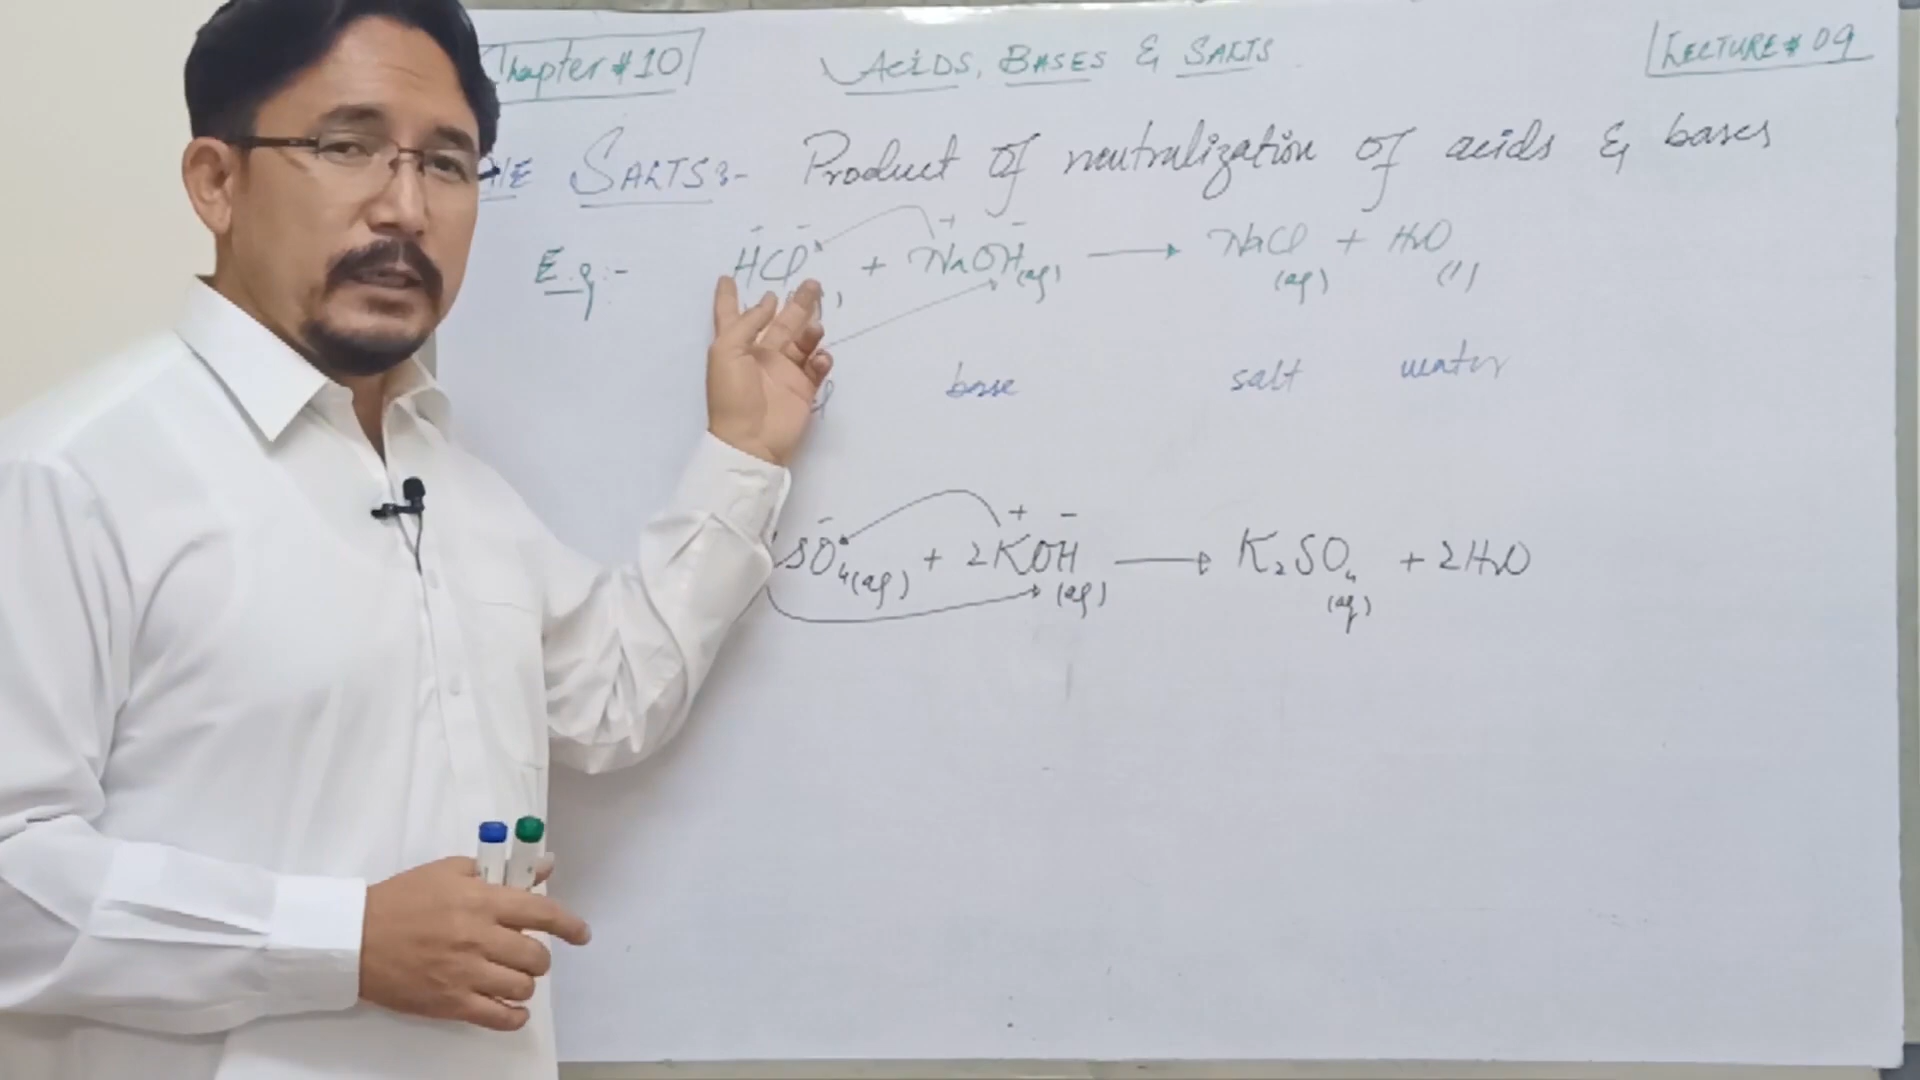 Chapter # 10 ACIDS, BASES & SALTS LECTURE # 09
SALTS:- Product of neutralization of acids & bases
E.g:- HCl + NaOH(aq) → NaCl(aq) + H2O(l)
base salt water
SO4(aq) + 2KOH(aq) → K2SO4(aq) + 2H2O